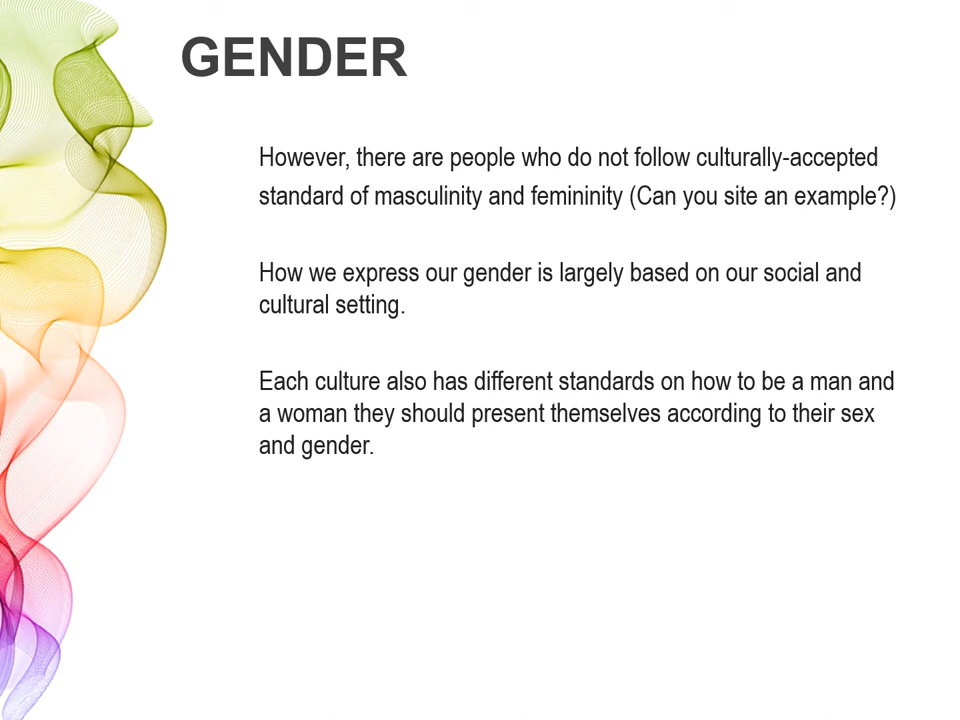 GENDER
However, there are people who do not follow culturally-accepted
standard of masculinity and femininity (Can you site an example?)
How we express our gender is largely based on our social and
cultural setting.
Each culture also has different standards on how to be a man and
a woman they should present themselves according to their sex
and gender.